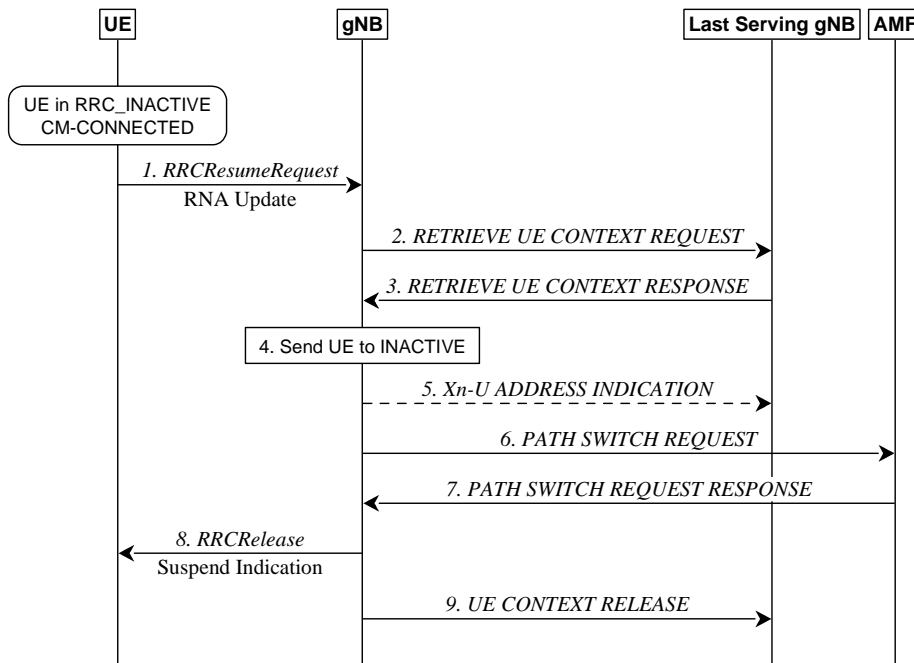 UE
gNB
Last Serving gNB
AMF
UE in RRC_INACTIVE
CM-CONNECTED
1. RRCResumeRequest
RNA Update
2. RETRIEVE UE CONTEXT REQUEST
3. RETRIEVE UE CONTEXT RESPONSE
4. Send UE to INACTIVE
5. Xn-U ADDRESS INDICATION
6. PATH SWITCH REQUEST
7. PATH SWITCH REQUEST RESPONSE
8. RRCRelease
Suspend Indication
9. UE CONTEXT RELEASE